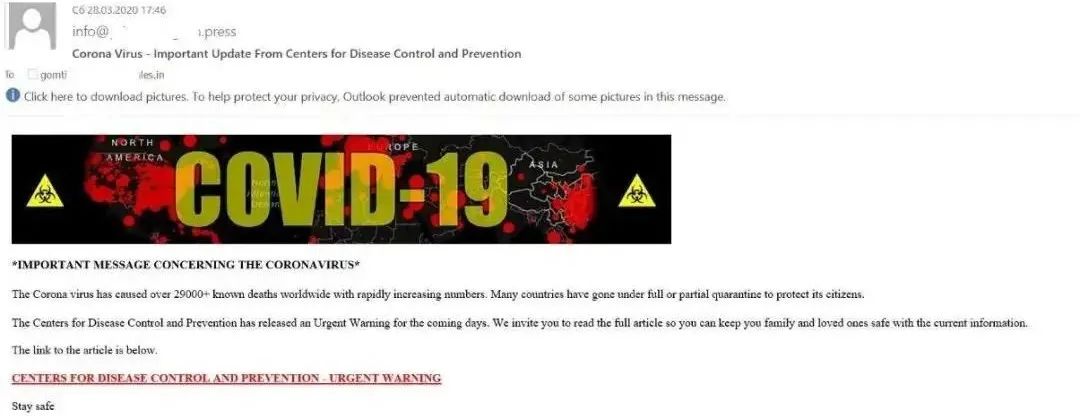 Сб 28.03.2020 17:46
info@ .press
Corona Virus - Important Update From Centers for Disease Control and Prevention
To gomti les.in
Click here to download pictures. To help protect your privacy, Outlook prevented automatic download of some pictures in this message.
NORTH AMERICA
EUROPE
ASIA
COVID-19
*IMPORTANT MESSAGE CONCERNING THE CORONAVIRUS*
The Corona virus has caused over 29000+ known deaths worldwide with rapidly increasing numbers. Many countries have gone under full or partial quarantine to protect its citizens.
The Centers for Disease Control and Prevention has released an Urgent Warning for the coming days. We invite you to read the full article so you can keep you family and loved ones safe with the current information.
The link to the article is below.
CENTERS FOR DISEASE CONTROL AND PREVENTION - URGENT WARNING
Stay safe